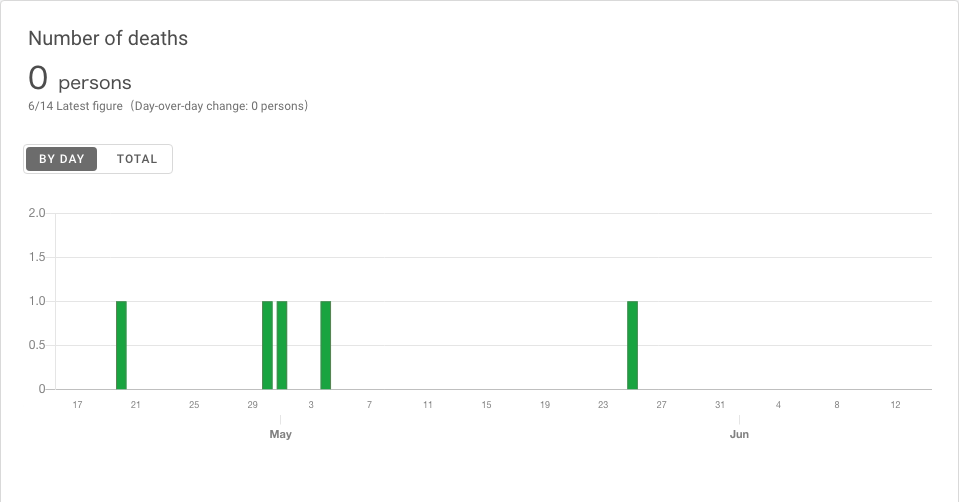 Number of deaths
0 persons
6/14 Latest figure（Day-over-day change: 0 persons）
BY DAY TOTAL
2.0
1.5
1.0
0.5
0
17 21 25 29 3 7 11 15 19 23 27 31 4 8 12
May Jun